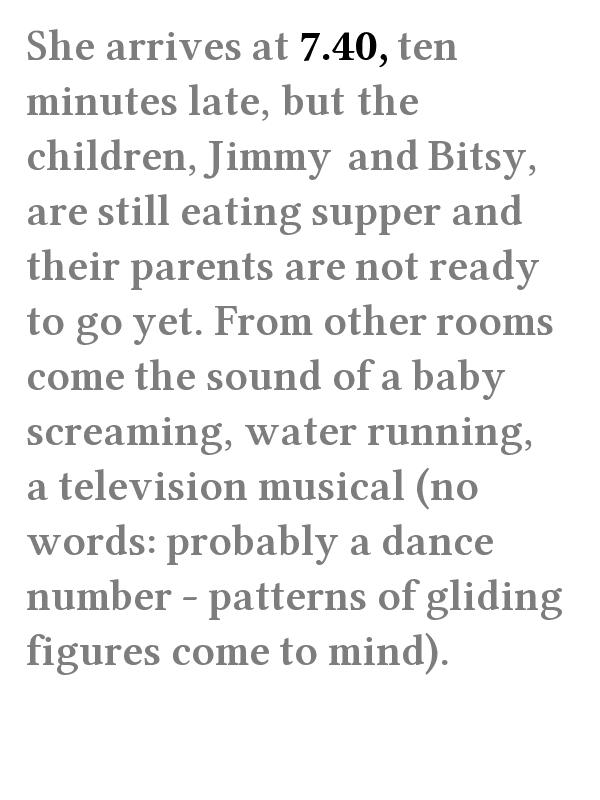 She arrives at 7.40, ten
minutes late, but the
children, Jimmy and Bitsy,
are still eating supper and
their parents are not ready
to go yet. From other rooms
come the sound of a baby
screaming, water running,
a television musical (no
words: probably a dance
number – patterns of gliding
figures come to mind).